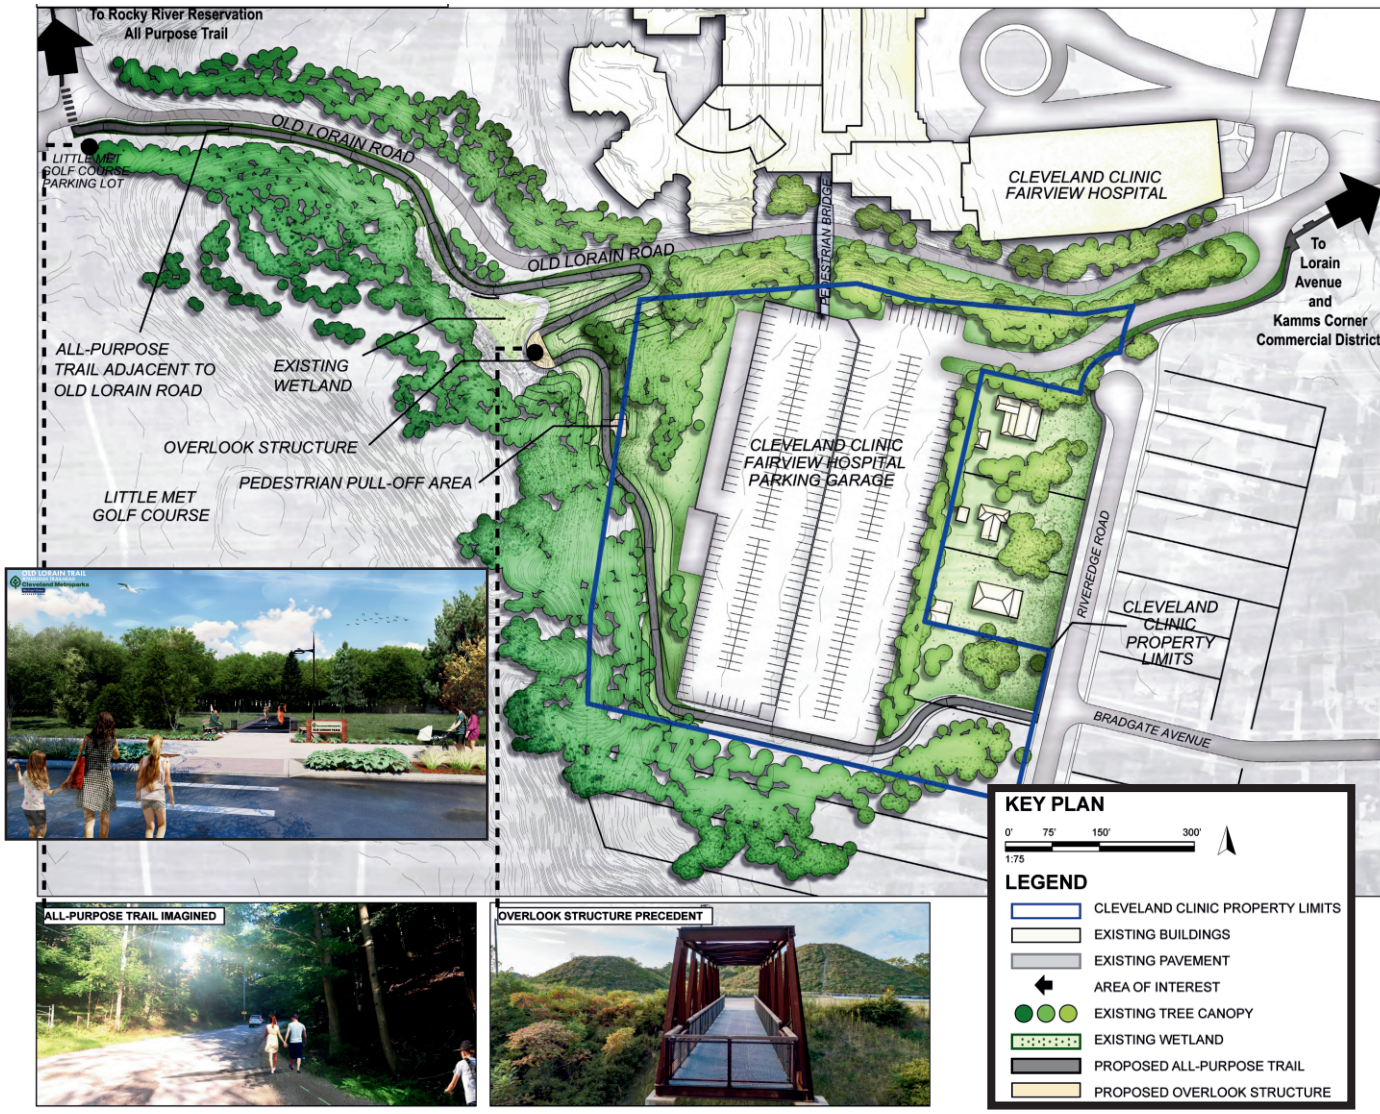 To Rocky River Reservation
All Purpose Trail
OLD LORAIN ROAD
LITTLE MET
GOLF COURSE
PARKING LOT
CLEVELAND CLINIC
FAIRVIEW HOSPITAL
PEDESTRIAN BRIDGE
OLD LORAIN ROAD
To
Lorain
Avenue
and
Kamms Corner
Commercial District
ALL-PURPOSE
TRAIL ADJACENT TO
OLD LORAIN ROAD
EXISTING
WETLAND
OVERLOOK STRUCTURE
PEDESTRIAN PULL-OFF AREA
CLEVELAND CLINIC
FAIRVIEW HOSPITAL
PARKING GARAGE
LITTLE MET
GOLF COURSE
RIVEREDGE ROAD
CLEVELAND
CLINIC
PROPERTY
LIMITS
BRADGATE AVENUE
OLD LORAIN TRAIL
Cleveland Metroparks
OLD LORAIN TRAIL
KEY PLAN
0' 75' 150' 300'
1:75
LEGEND
CLEVELAND CLINIC PROPERTY LIMITS
EXISTING BUILDINGS
EXISTING PAVEMENT
AREA OF INTEREST
EXISTING TREE CANOPY
EXISTING WETLAND
PROPOSED ALL-PURPOSE TRAIL
PROPOSED OVERLOOK STRUCTURE
ALL-PURPOSE TRAIL IMAGINED
OVERLOOK STRUCTURE PRECEDENT